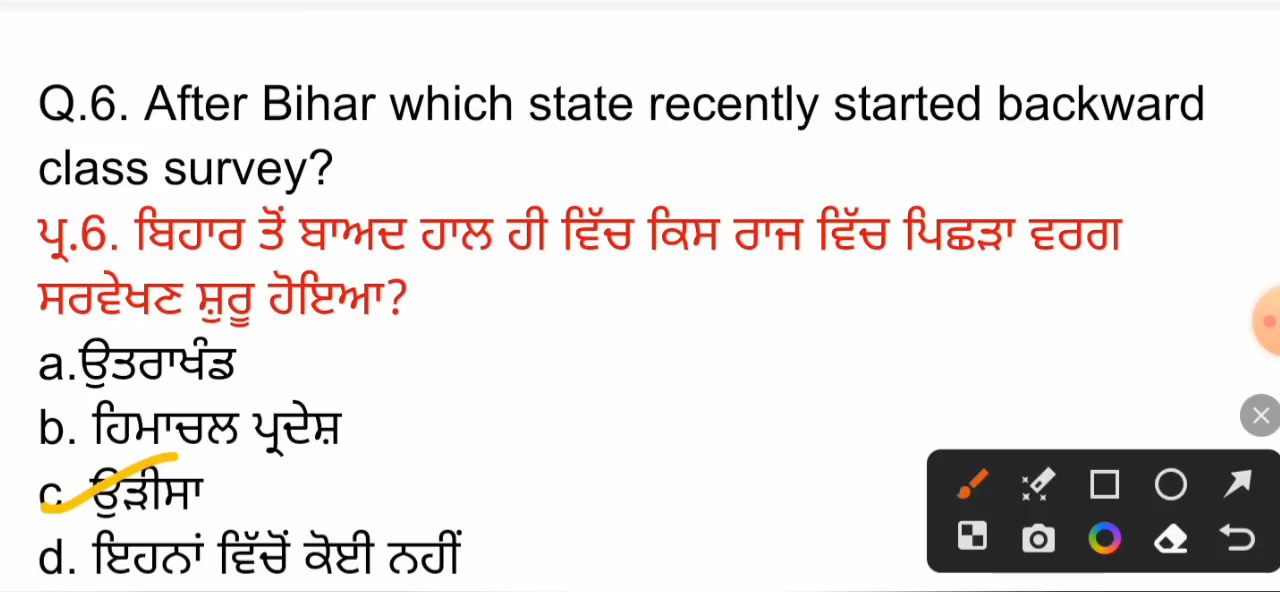 Q.6. After Bihar which state recently started backward
class survey?
ਪ੍ਰ.6. ਬਿਹਾਰ ਤੋਂ ਬਾਅਦ ਹਾਲ ਹੀ ਵਿੱਚ ਕਿਸ ਰਾਜ ਵਿੱਚ ਪਿਛੜਾ ਵਰਗ
ਸਰਵੇਖਣ ਸ਼ੁਰੂ ਹੋਇਆ?
a.ਉਤਰਾਖੰਡ
b. ਹਿਮਾਚਲ ਪ੍ਰਦੇਸ਼
c. ਉੜੀਸਾ
d. ਇਹਨਾਂ ਵਿੱਚੋਂ ਕੋਈ ਨਹੀਂ